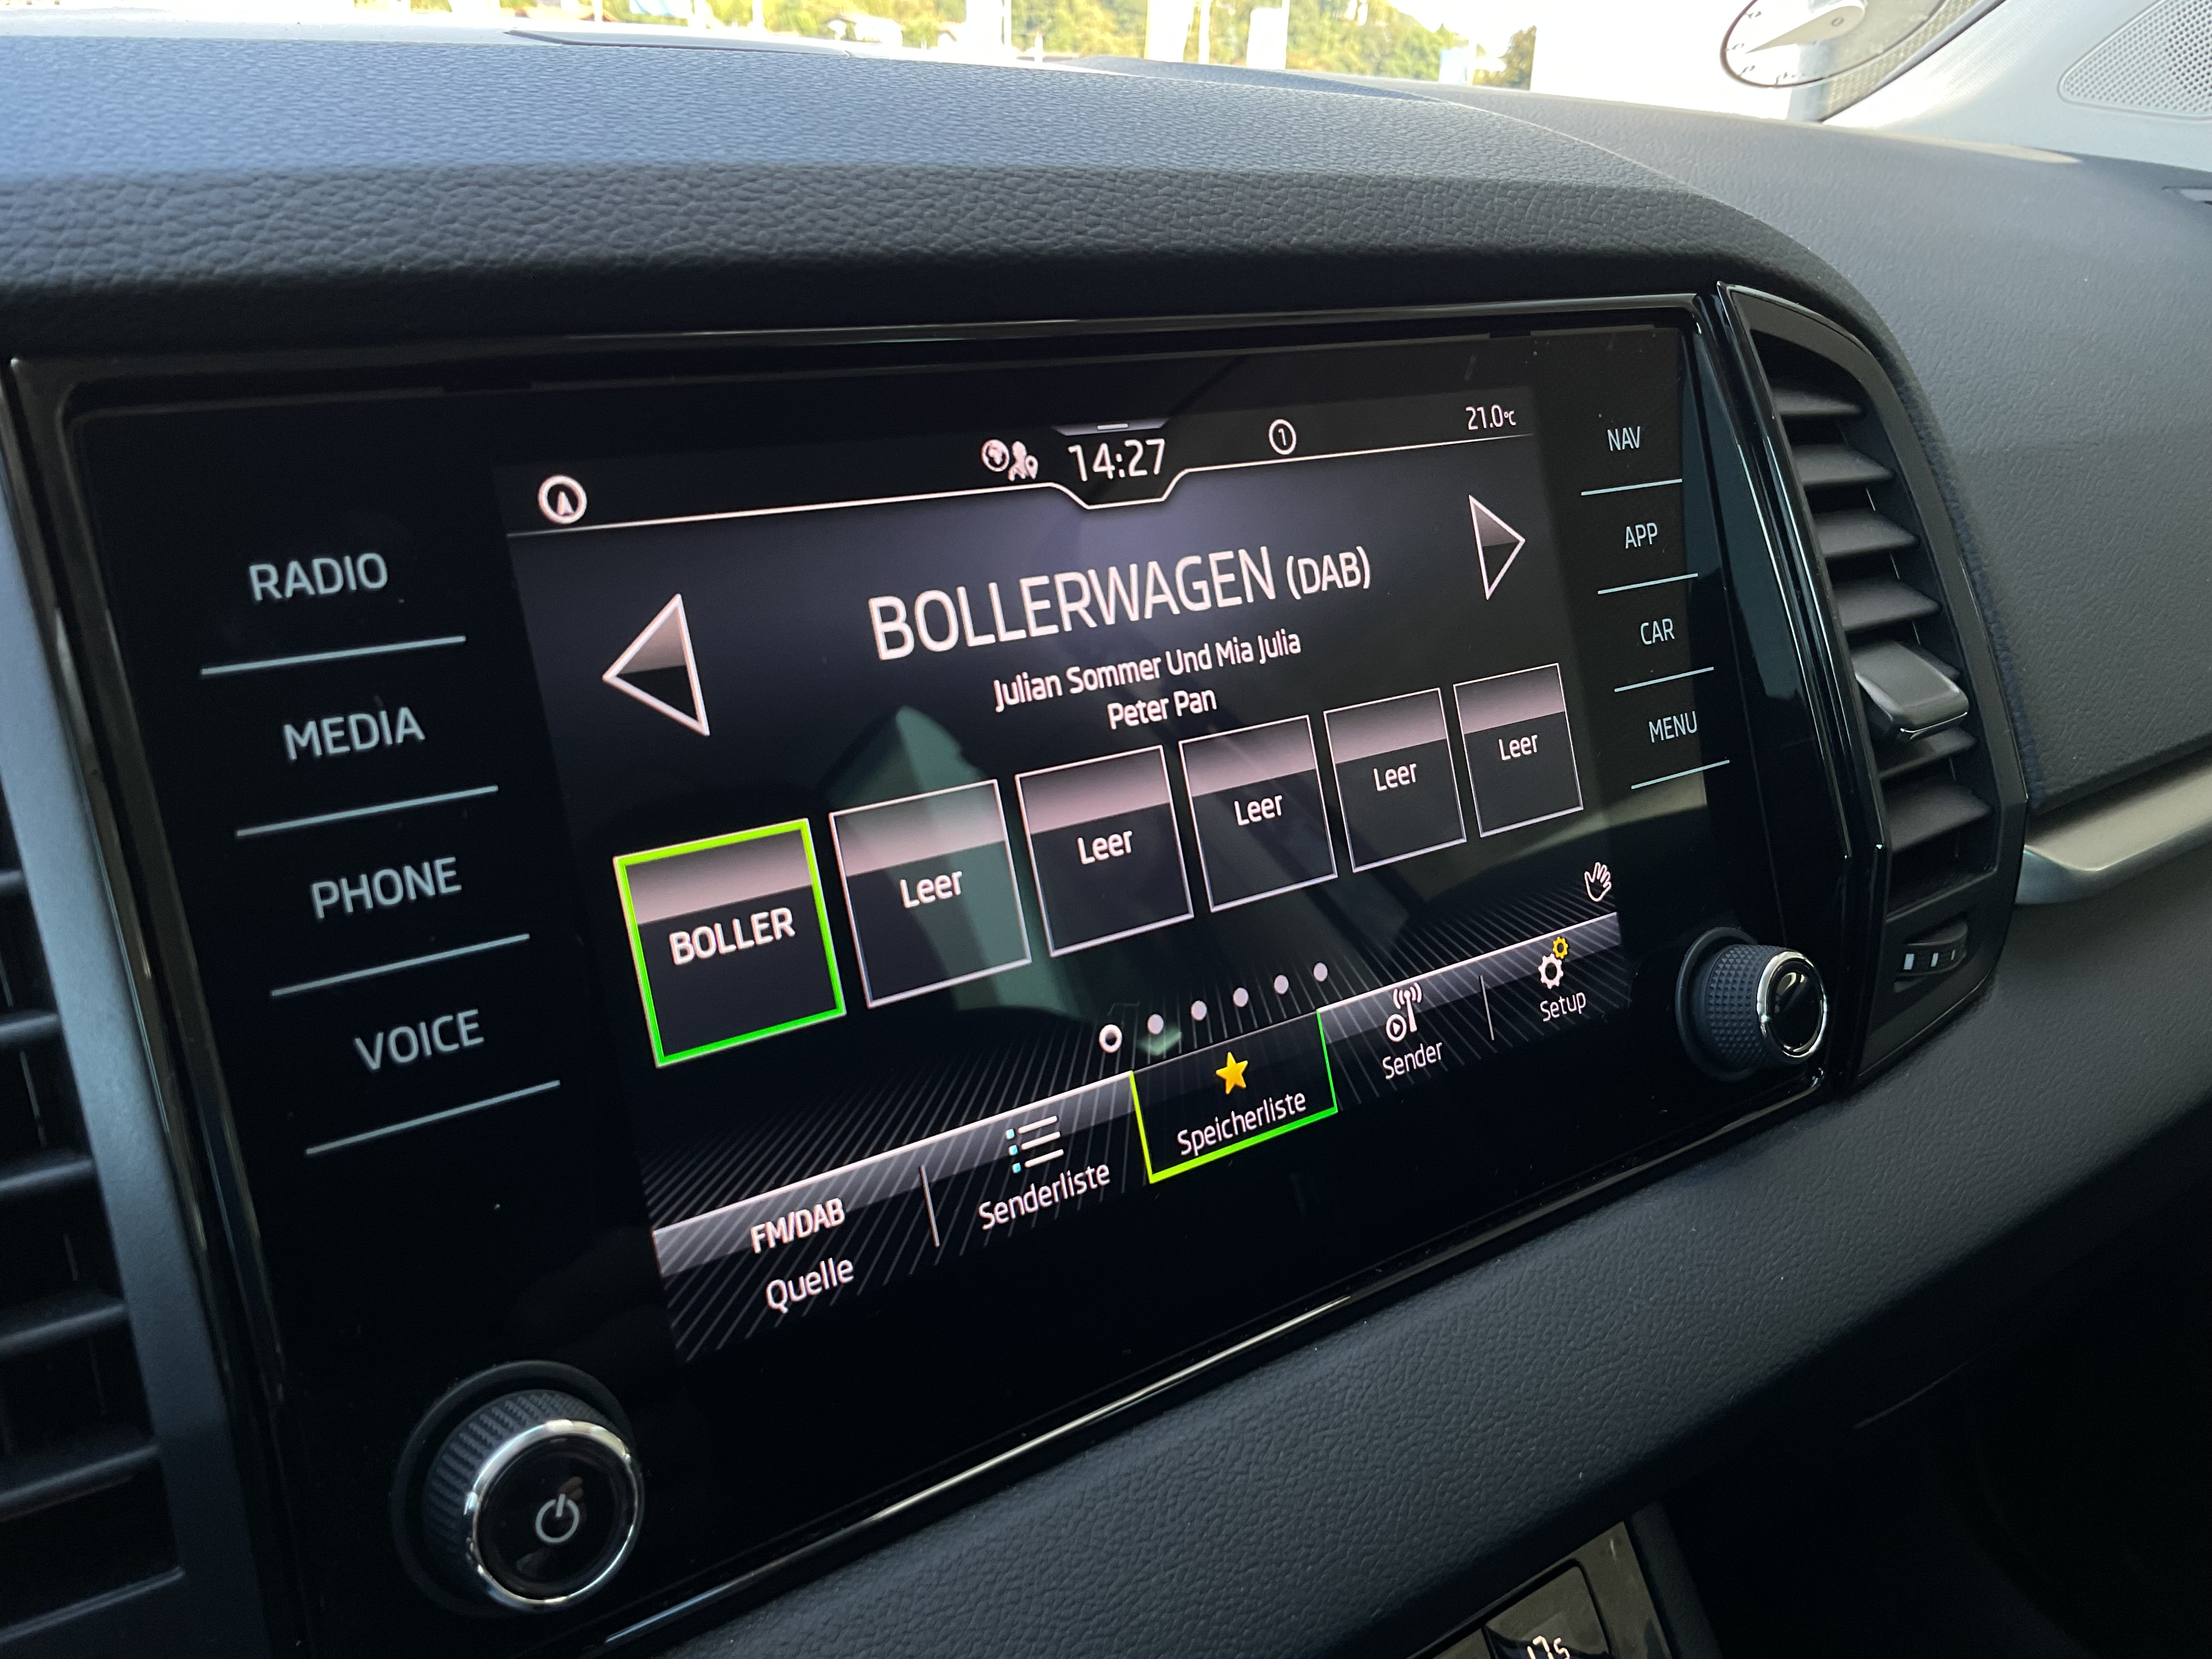 14:27
1
21.0°C
RADIO
MEDIA
PHONE
VOICE
NAV
APP
CAR
MENU
BOLLERWAGEN (DAB)
Julian Sommer Und Mia Julia
Peter Pan
BOLLER
Leer
Leer
Leer
Leer
Leer
FM/DAB
Quelle
Senderliste
Speicherliste
Sender
Setup